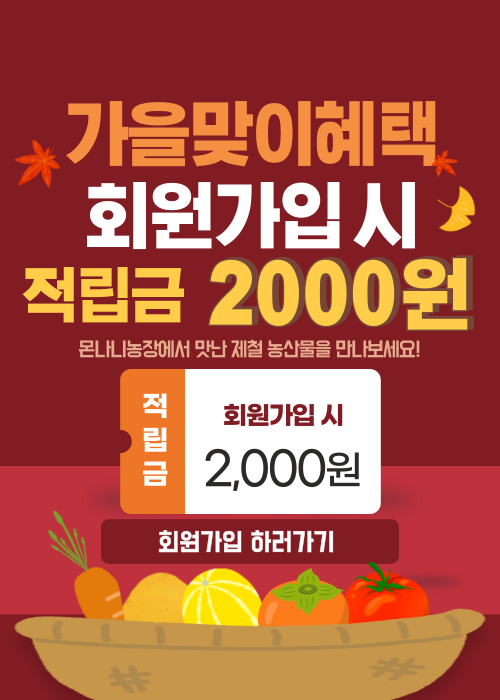 가을맞이혜택
회원가입 시
적립금 2000원
몬나니농장에서 맛난 제철 농산물을 만나보세요!
적립금
회원가입 시
2,000원
회원가입 하러가기